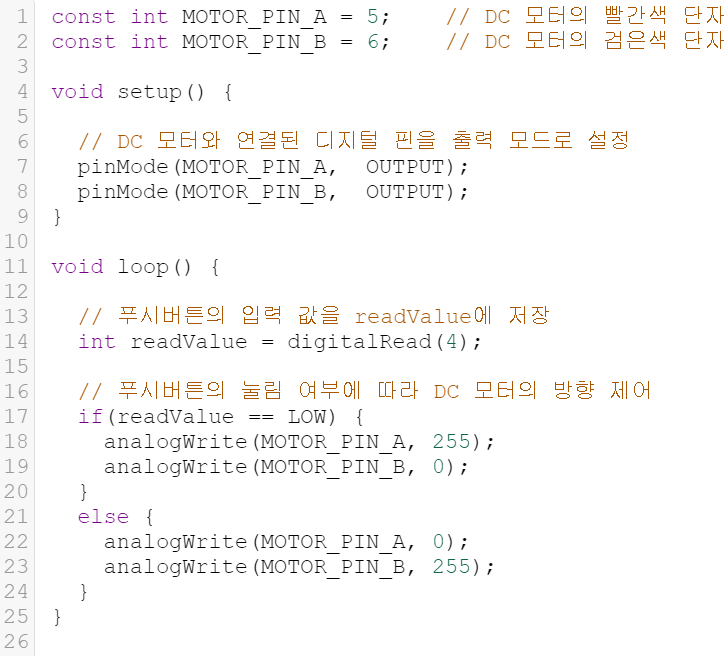 1 const int MOTOR_PIN_A = 5;    // DC 모터의 빨간색 단자
2 const int MOTOR_PIN_B = 6;    // DC 모터의 검은색 단자
3
4 void setup() {
5
6   // DC 모터와 연결된 디지털 핀을 출력 모드로 설정
7   pinMode(MOTOR_PIN_A,  OUTPUT);
8   pinMode(MOTOR_PIN_B,  OUTPUT);
9 }
10
11 void loop() {
12
13   // 푸시버튼의 입력 값을 readValue에 저장
14   int readValue = digitalRead(4);
15
16   // 푸시버튼의 눌림 여부에 따라 DC 모터의 방향 제어
17   if(readValue == LOW) {
18     analogWrite(MOTOR_PIN_A, 255);
19     analogWrite(MOTOR_PIN_B, 0);
20   }
21   else {
22     analogWrite(MOTOR_PIN_A, 0);
23     analogWrite(MOTOR_PIN_B, 255);
24   }
25 }
26